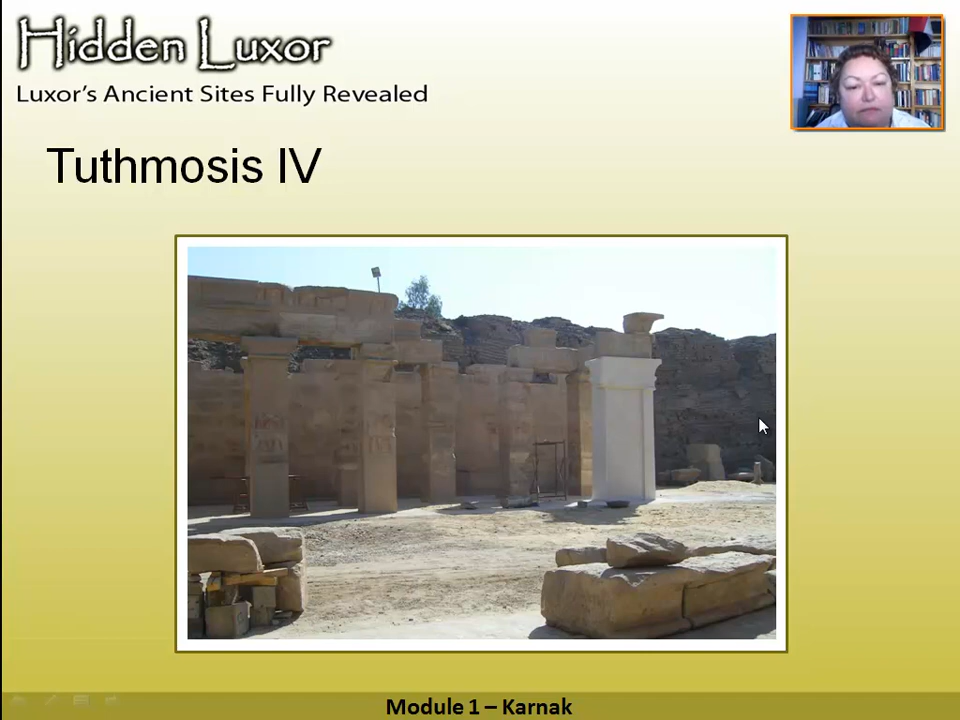 Hidden Luxor
Luxor's Ancient Sites Fully Revealed
Tuthmosis IV
Module 1 – Karnak